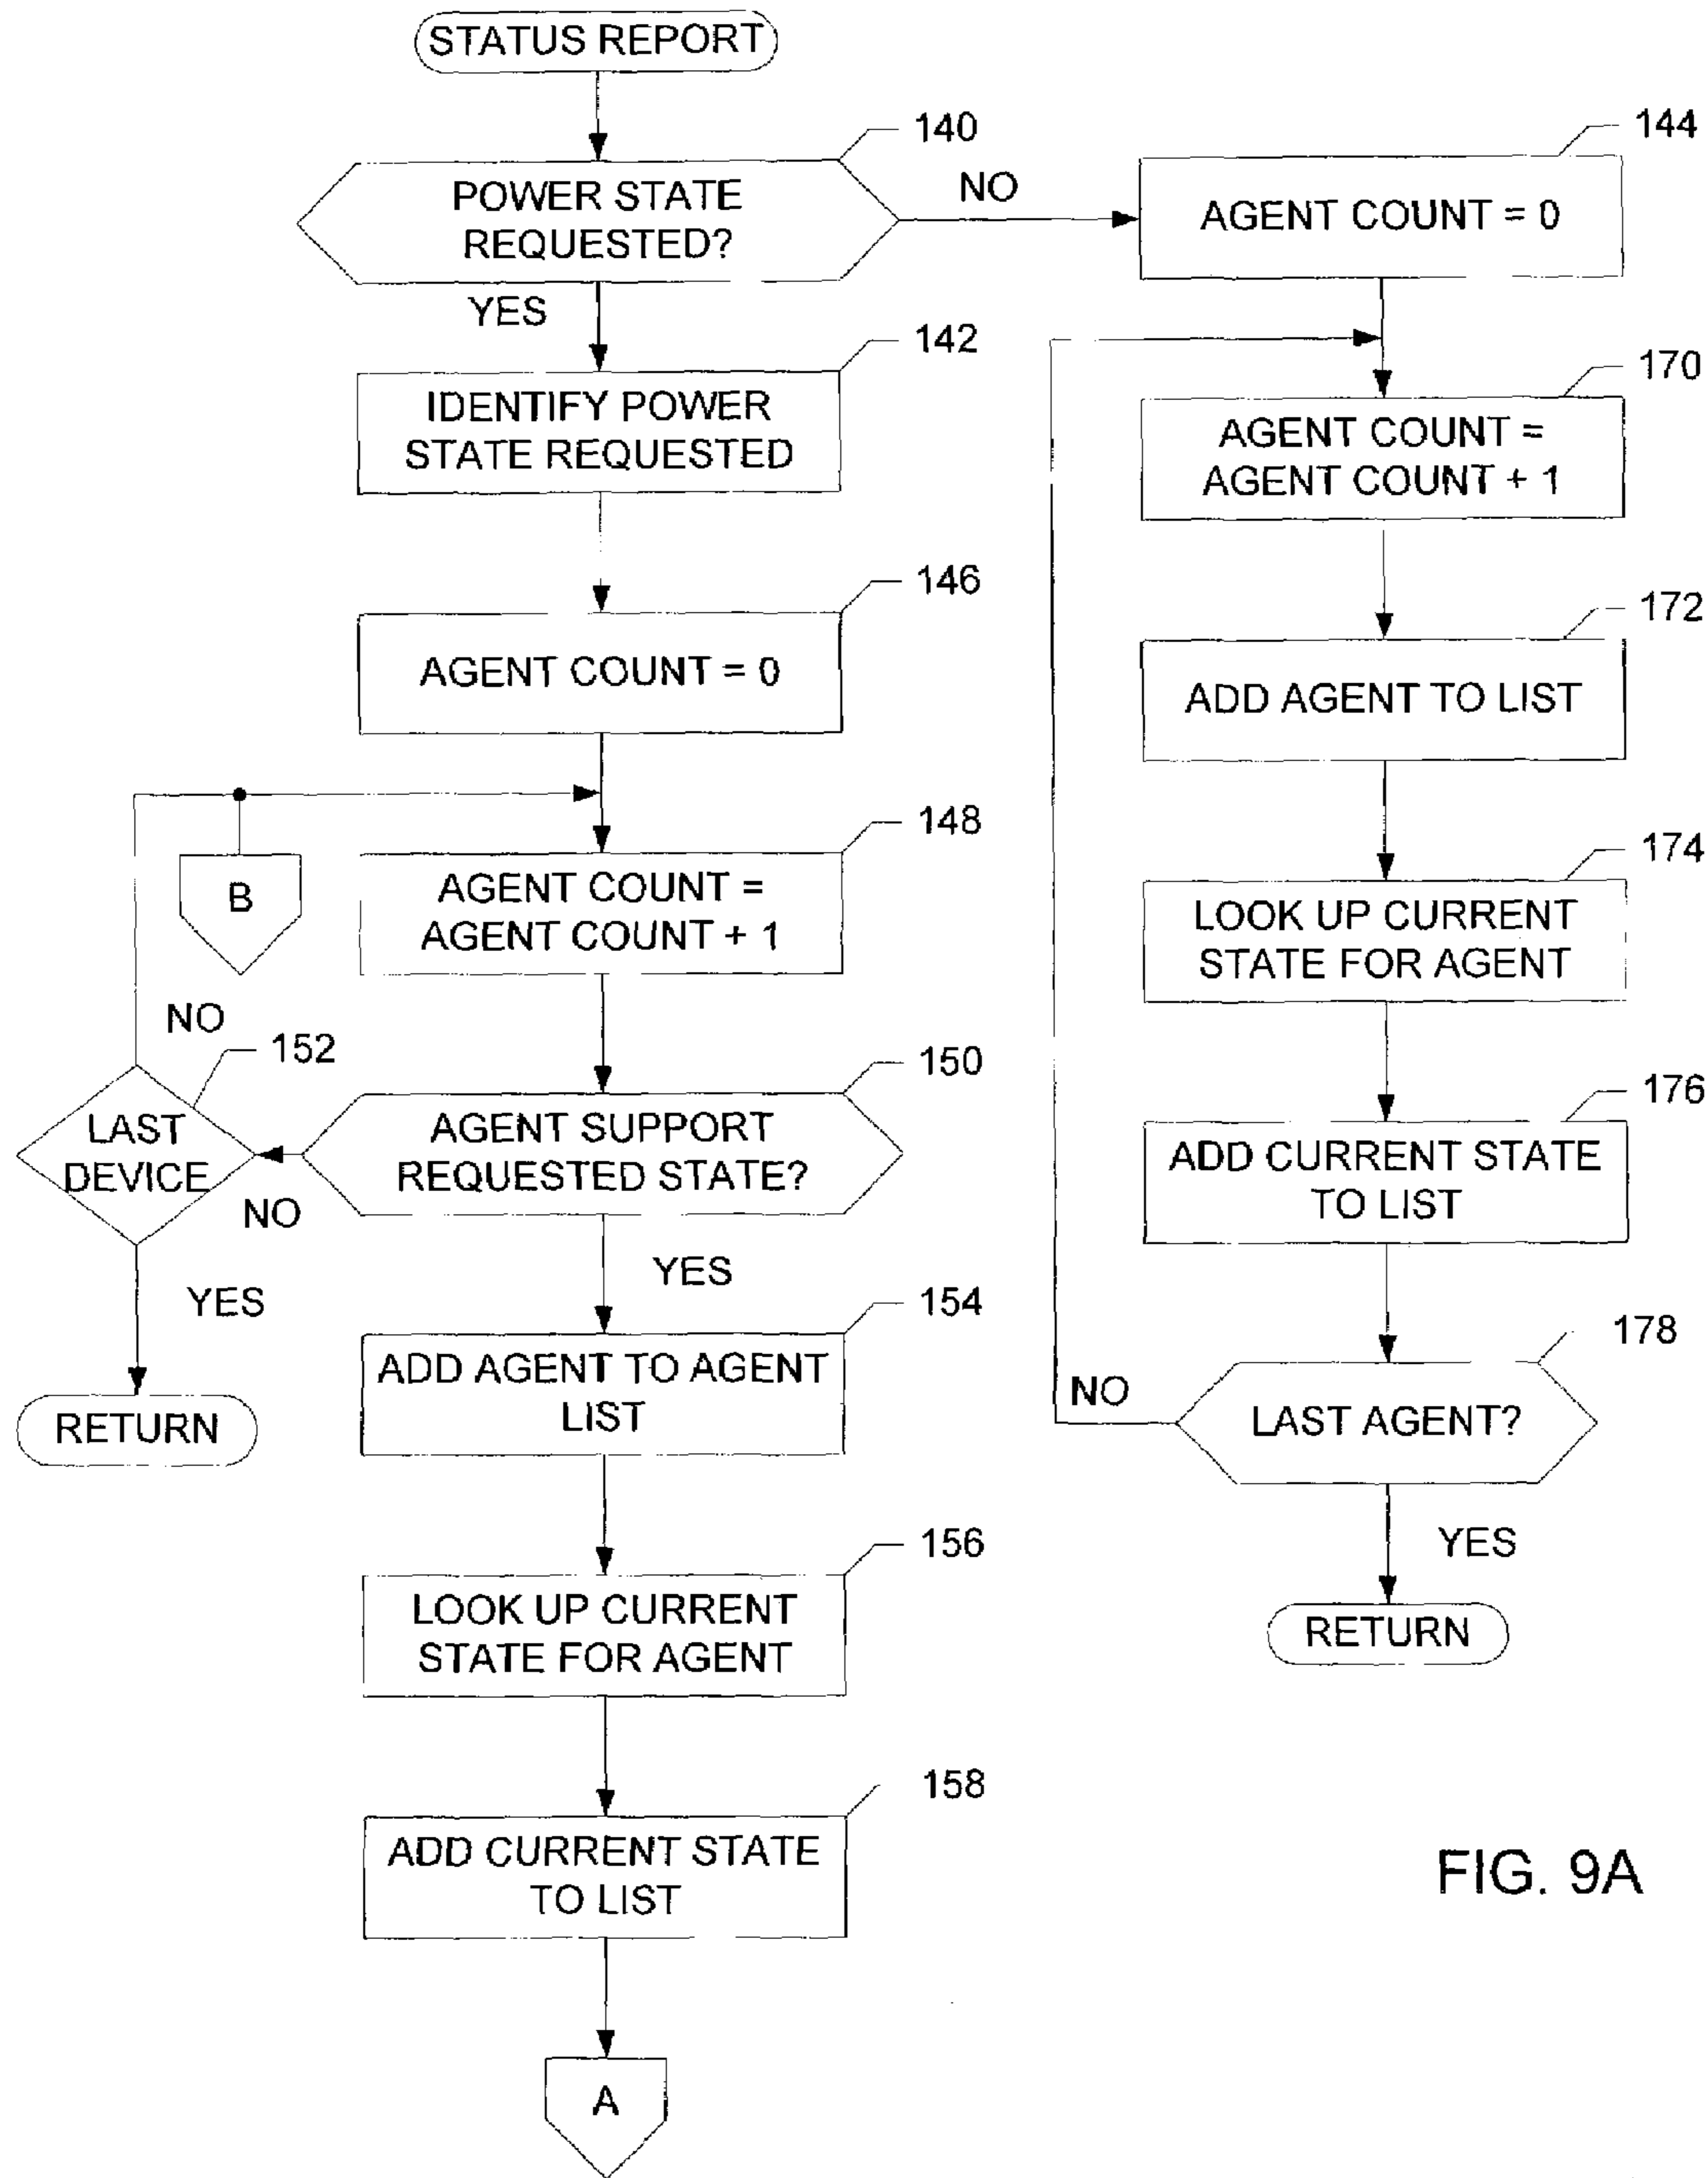 STATUS REPORT
140
POWER STATE
REQUESTED?
NO
YES
142
IDENTIFY POWER
STATE REQUESTED
146
AGENT COUNT = 0
B
148
AGENT COUNT =
AGENT COUNT + 1
NO
152
LAST
DEVICE
NO
150
AGENT SUPPORT
REQUESTED STATE?
YES
RETURN
YES
154
ADD AGENT TO AGENT
LIST
156
LOOK UP CURRENT
STATE FOR AGENT
158
ADD CURRENT STATE
TO LIST
A
144
AGENT COUNT = 0
170
AGENT COUNT =
AGENT COUNT + 1
172
ADD AGENT TO LIST
174
LOOK UP CURRENT
STATE FOR AGENT
176
ADD CURRENT STATE
TO LIST
178
NO
LAST AGENT?
YES
RETURN
FIG. 9A